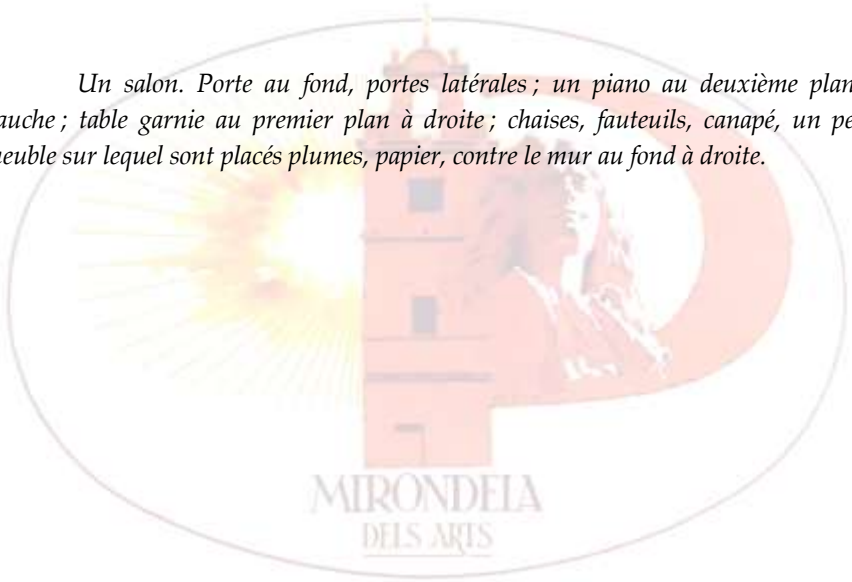 Un salon. Porte au fond, portes latérales ; un piano au deuxième plan
auche ; table garnie au premier plan à droite ; chaises, fauteuils, canapé, un pe
euble sur lequel sont placés plumes, papier, contre le mur au fond à droite.
MIRONDELA
DELS ARTS